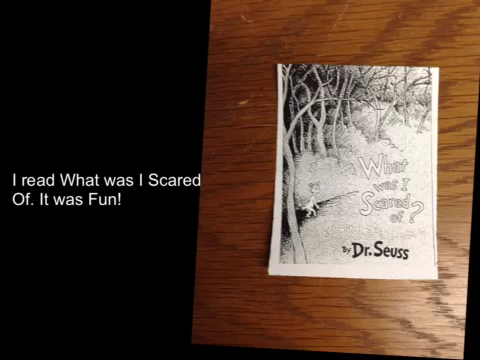 I read What was I Scared
Of. It was Fun!
What
was I
Scared
of?
By Dr. Seuss